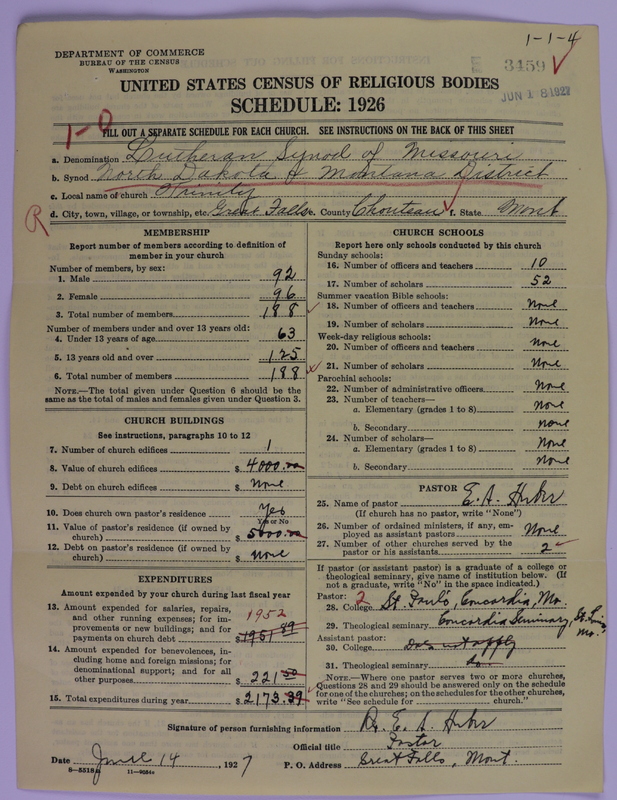 1-1-4
DEPARTMENT OF COMMERCE
BUREAU OF THE CENSUS
WASHINGTON
3459
JUN 18 1927
UNITED STATES CENSUS OF RELIGIOUS BODIES
SCHEDULE: 1926
1-0
FILL OUT A SEPARATE SCHEDULE FOR EACH CHURCH. SEE INSTRUCTIONS ON THE BACK OF THIS SHEET
a. Denomination Lutheran Synod of Missouri
b. Synod North Dakota & Montana District
c. Local name of church Trinity
R
d. City, town, village, or township, etc. Great Falls e. County Chouteau f. State Mont
MEMBERSHIP
Report number of members according to definition of
member in your church
Number of members, by sex:
1. Male 92
2. Female 96
3. Total number of members 188
Number of members under and over 13 years old:
4. Under 13 years of age 63
5. 13 years old and over 125
6. Total number of members 188
NOTE.—The total given under Question 6 should be the
same as the total of males and females given under Question 3.
CHURCH BUILDINGS
See instructions, paragraphs 10 to 12
7. Number of church edifices 1
8. Value of church edifices $ 4000.00
9. Debt on church edifices $ None
10. Does church own pastor's residence Yes
Yes or No
11. Value of pastor's residence (if owned by
church) $ 5000.00
12. Debt on pastor's residence (if owned by
church) $ None
EXPENDITURES
Amount expended by your church during last fiscal year
13. Amount expended for salaries, repairs,
and other running expenses; for im-
provements or new buildings; and for
payments on church debt 1952
$ 1951 89
14. Amount expended for benevolences, in-
cluding home and foreign missions; for
denominational support; and for all
other purposes $ 221 50
15. Total expenditures during year $ 2173.39
CHURCH SCHOOLS
Report here only schools conducted by this church
Sunday schools:
16. Number of officers and teachers 10
17. Number of scholars 52
Summer vacation Bible schools:
18. Number of officers and teachers None
19. Number of scholars None
Week-day religious schools:
20. Number of officers and teachers None
21. Number of scholars None
Parochial schools:
22. Number of administrative officers None
23. Number of teachers—
a. Elementary (grades 1 to 8) None
b. Secondary None
24. Number of scholars—
a. Elementary (grades 1 to 8) None
b. Secondary None
PASTOR
25. Name of pastor E. A. Huber
(If church has no pastor, write "None")
26. Number of ordained ministers, if any, em-
ployed as assistant pastors None
27. Number of other churches served by the
pastor or his assistants 2
If pastor (or assistant pastor) is a graduate of a college or
theological seminary, give name of institution below. (If
not a graduate, write "No" in the space indicated.)
Pastor: 2
28. College St. Paul's, Concordia, Mo.
29. Theological seminary Concordia Seminary, St. Louis, Mo.
Assistant pastor:
30. College Does not apply
31. Theological seminary do
NOTE.—Where one pastor serves two or more churches,
Questions 28 and 29 should be answered only on the schedule
for one of the churches; on the schedules for the other churches,
write "See schedule for church."
Signature of person furnishing information E. A. Huber
Official title Pastor
Date June 14, 1927 P. O. Address Great Falls, Mont.
8-5518a 11-9064a